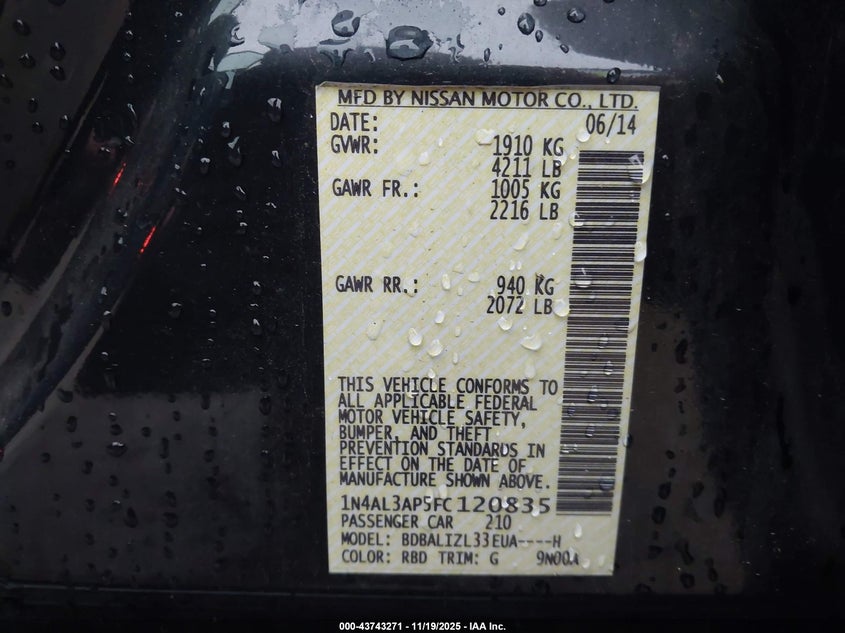 MFD BY NISSAN MOTOR CO., LTD.
DATE: 06/14
GVWR: 1910 KG
4211 LB
GAWR FR.: 1005 KG
2216 LB
GAWR RR.: 940 KG
2072 LB
THIS VEHICLE CONFORMS TO
ALL APPLICABLE FEDERAL
MOTOR VEHICLE SAFETY,
BUMPER, AND THEFT
PREVENTION STANDARDS IN
EFFECT ON THE DATE OF
MANUFACTURE SHOWN ABOVE.
1N4AL3AP5FC120835
PASSENGER CAR 210
MODEL: BDBALIZL33EUA----H
COLOR: RBD TRIM: G 9N00A
000-43743271 - 11/19/2025 - IAA Inc.